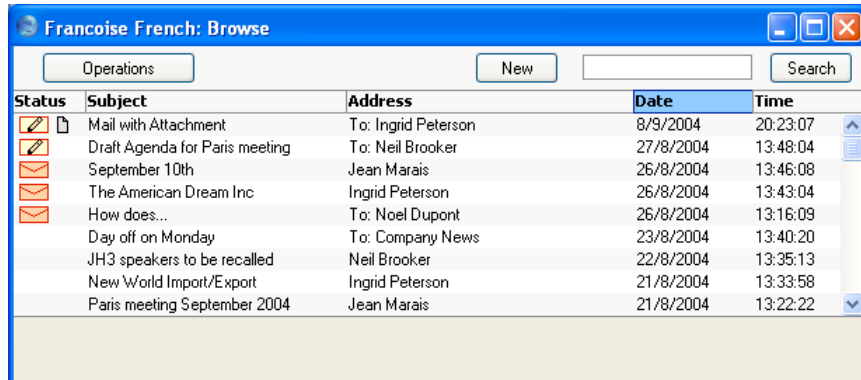 Francoise French: Browse
Operations New Search
Status Subject Address Date Time
Mail with Attachment To: Ingrid Peterson 8/9/2004 20:23:07
Draft Agenda for Paris meeting To: Neil Brooker 27/8/2004 13:48:04
September 10th Jean Marais 26/8/2004 13:46:08
The American Dream Inc Ingrid Peterson 26/8/2004 13:43:04
How does... To: Noel Dupont 26/8/2004 13:16:09
Day off on Monday To: Company News 23/8/2004 13:40:20
JH3 speakers to be recalled Neil Brooker 22/8/2004 13:35:13
New World Import/Export Ingrid Peterson 21/8/2004 13:33:58
Paris meeting September 2004 Jean Marais 21/8/2004 13:22:22